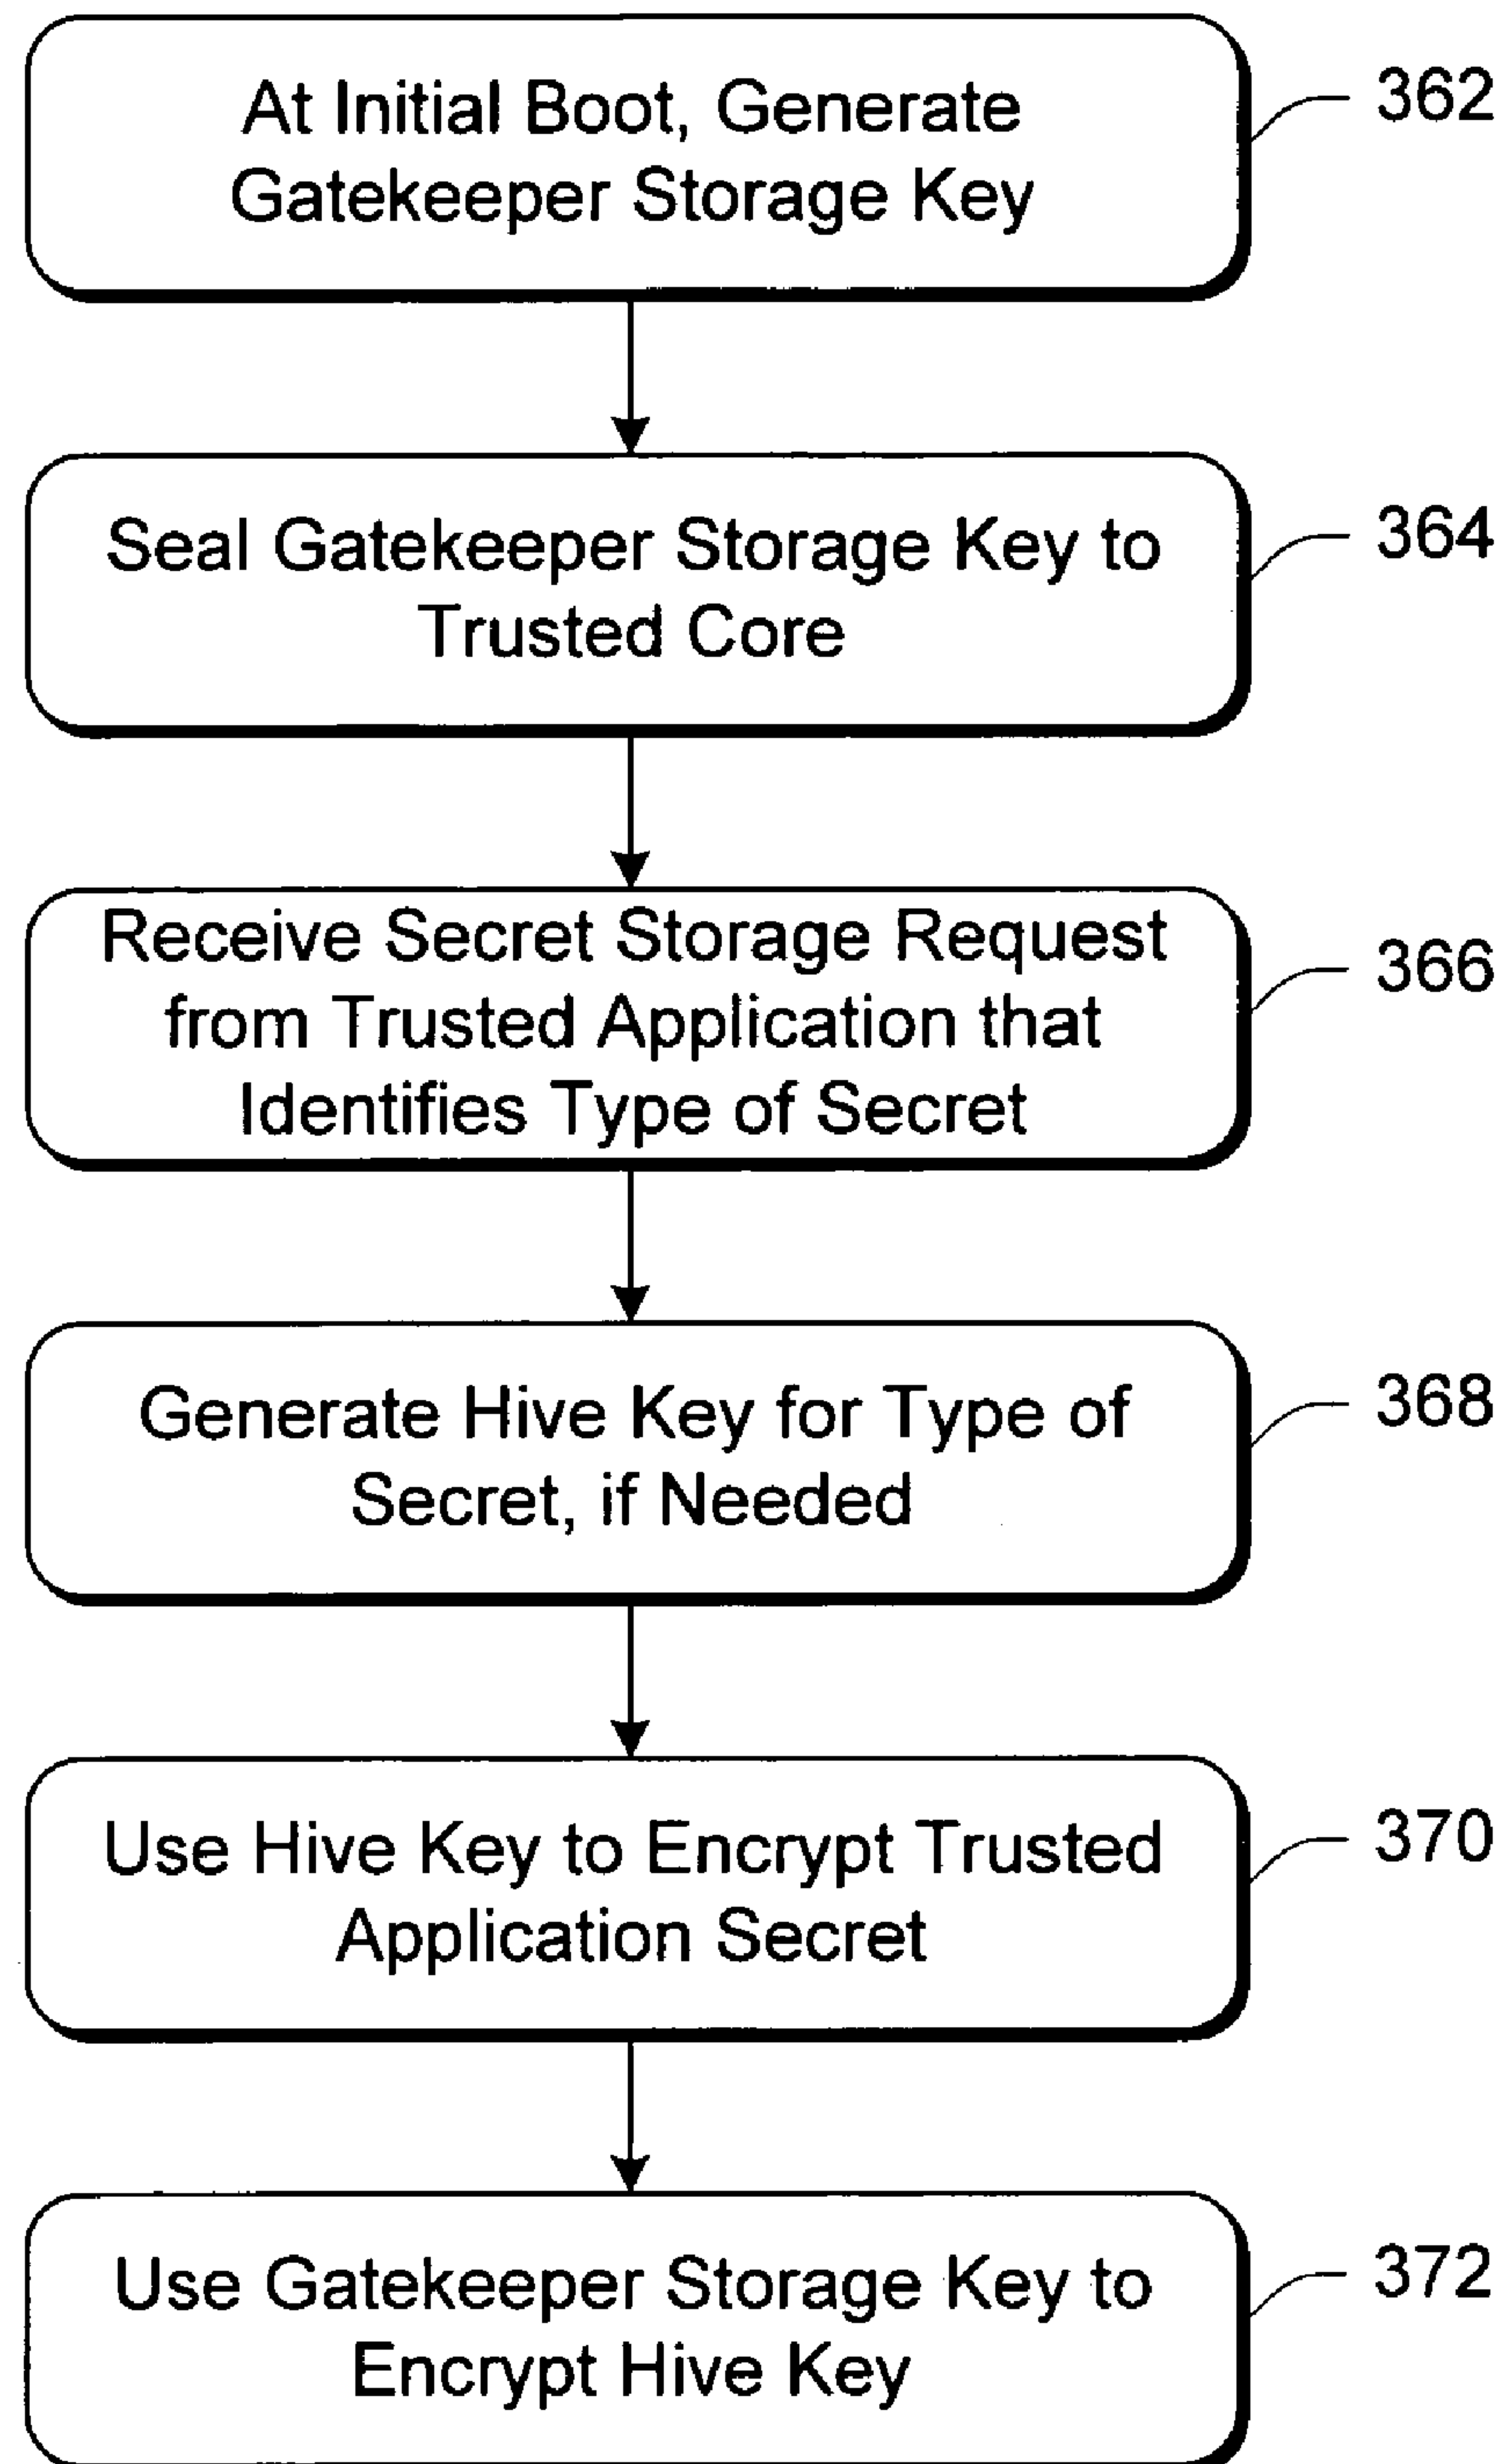 At Initial Boot, Generate
Gatekeeper Storage Key
362
Seal Gatekeeper Storage Key to
Trusted Core
364
Receive Secret Storage Request
from Trusted Application that
Identifies Type of Secret
366
Generate Hive Key for Type of
Secret, if Needed
368
Use Hive Key to Encrypt Trusted
Application Secret
370
Use Gatekeeper Storage Key to
Encrypt Hive Key
372